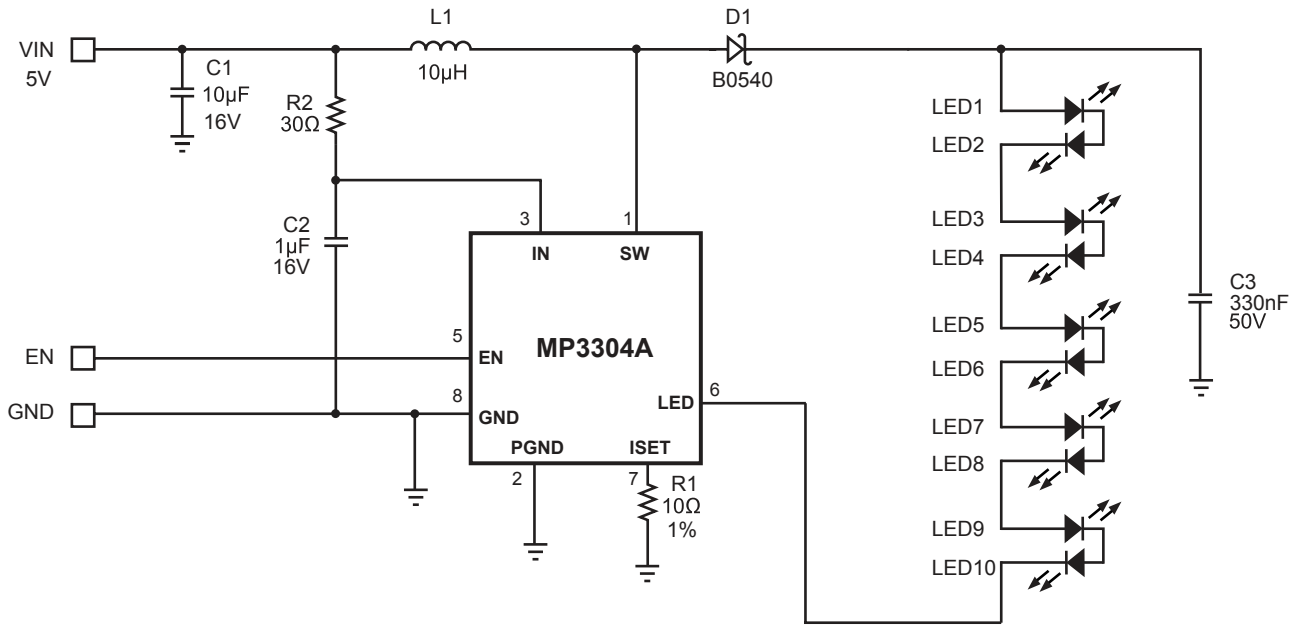 VIN
5V
C1
10µF
16V
R2
30Ω
L1
10µH
D1
B0540
C2
1µF
16V
3
1
IN
SW
MP3304A
EN
5
EN
GND
8
GND
LED
6
PGND
ISET
2
7
R1
10Ω
1%
LED1
LED2
LED3
LED4
LED5
LED6
LED7
LED8
LED9
LED10
C3
330nF
50V